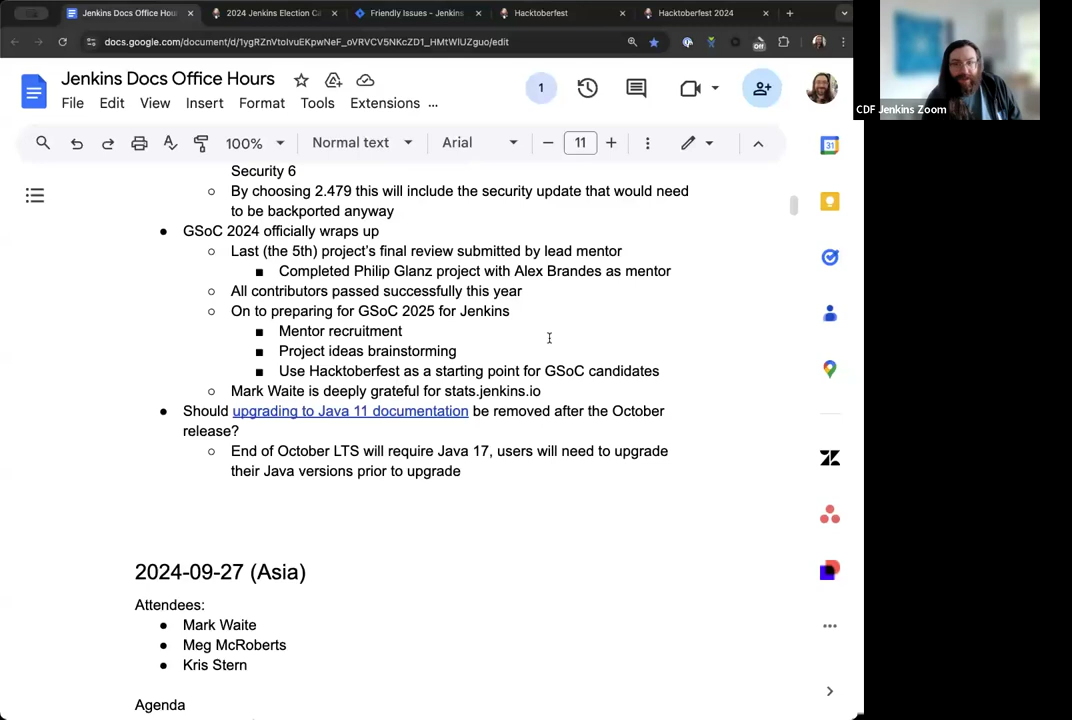 Jenkins Docs Office Hou
2024 Jenkins Election Ca
Friendly Issues - Jenkins
Hacktoberfest
Hacktoberfest 2024
docs.google.com/document/d/1ygRZnVtoIvuEKpwNeF_oVRVCV5NKcZD1_HMtWIUZguo/edit
Off
CDF Jenkins Zoom
Jenkins Docs Office Hours
File Edit View Insert Format Tools Extensions ...
1
100% Normal text Arial 11
31
Security 6
By choosing 2.479 this will include the security update that would need
to be backported anyway
GSoC 2024 officially wraps up
Last (the 5th) project's final review submitted by lead mentor
Completed Philip Glanz project with Alex Brandes as mentor
All contributors passed successfully this year
On to preparing for GSoC 2025 for Jenkins
Mentor recruitment
Project ideas brainstorming
Use Hacktoberfest as a starting point for GSoC candidates
Mark Waite is deeply grateful for stats.jenkins.io
Should upgrading to Java 11 documentation be removed after the October
release?
End of October LTS will require Java 17, users will need to upgrade
their Java versions prior to upgrade
2024-09-27 (Asia)
Attendees:
Mark Waite
Meg McRoberts
Kris Stern
Agenda